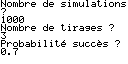 Nombre de simulations
?
1000
Nombre de tirages ?
3
Probabilité succès ?
0.7